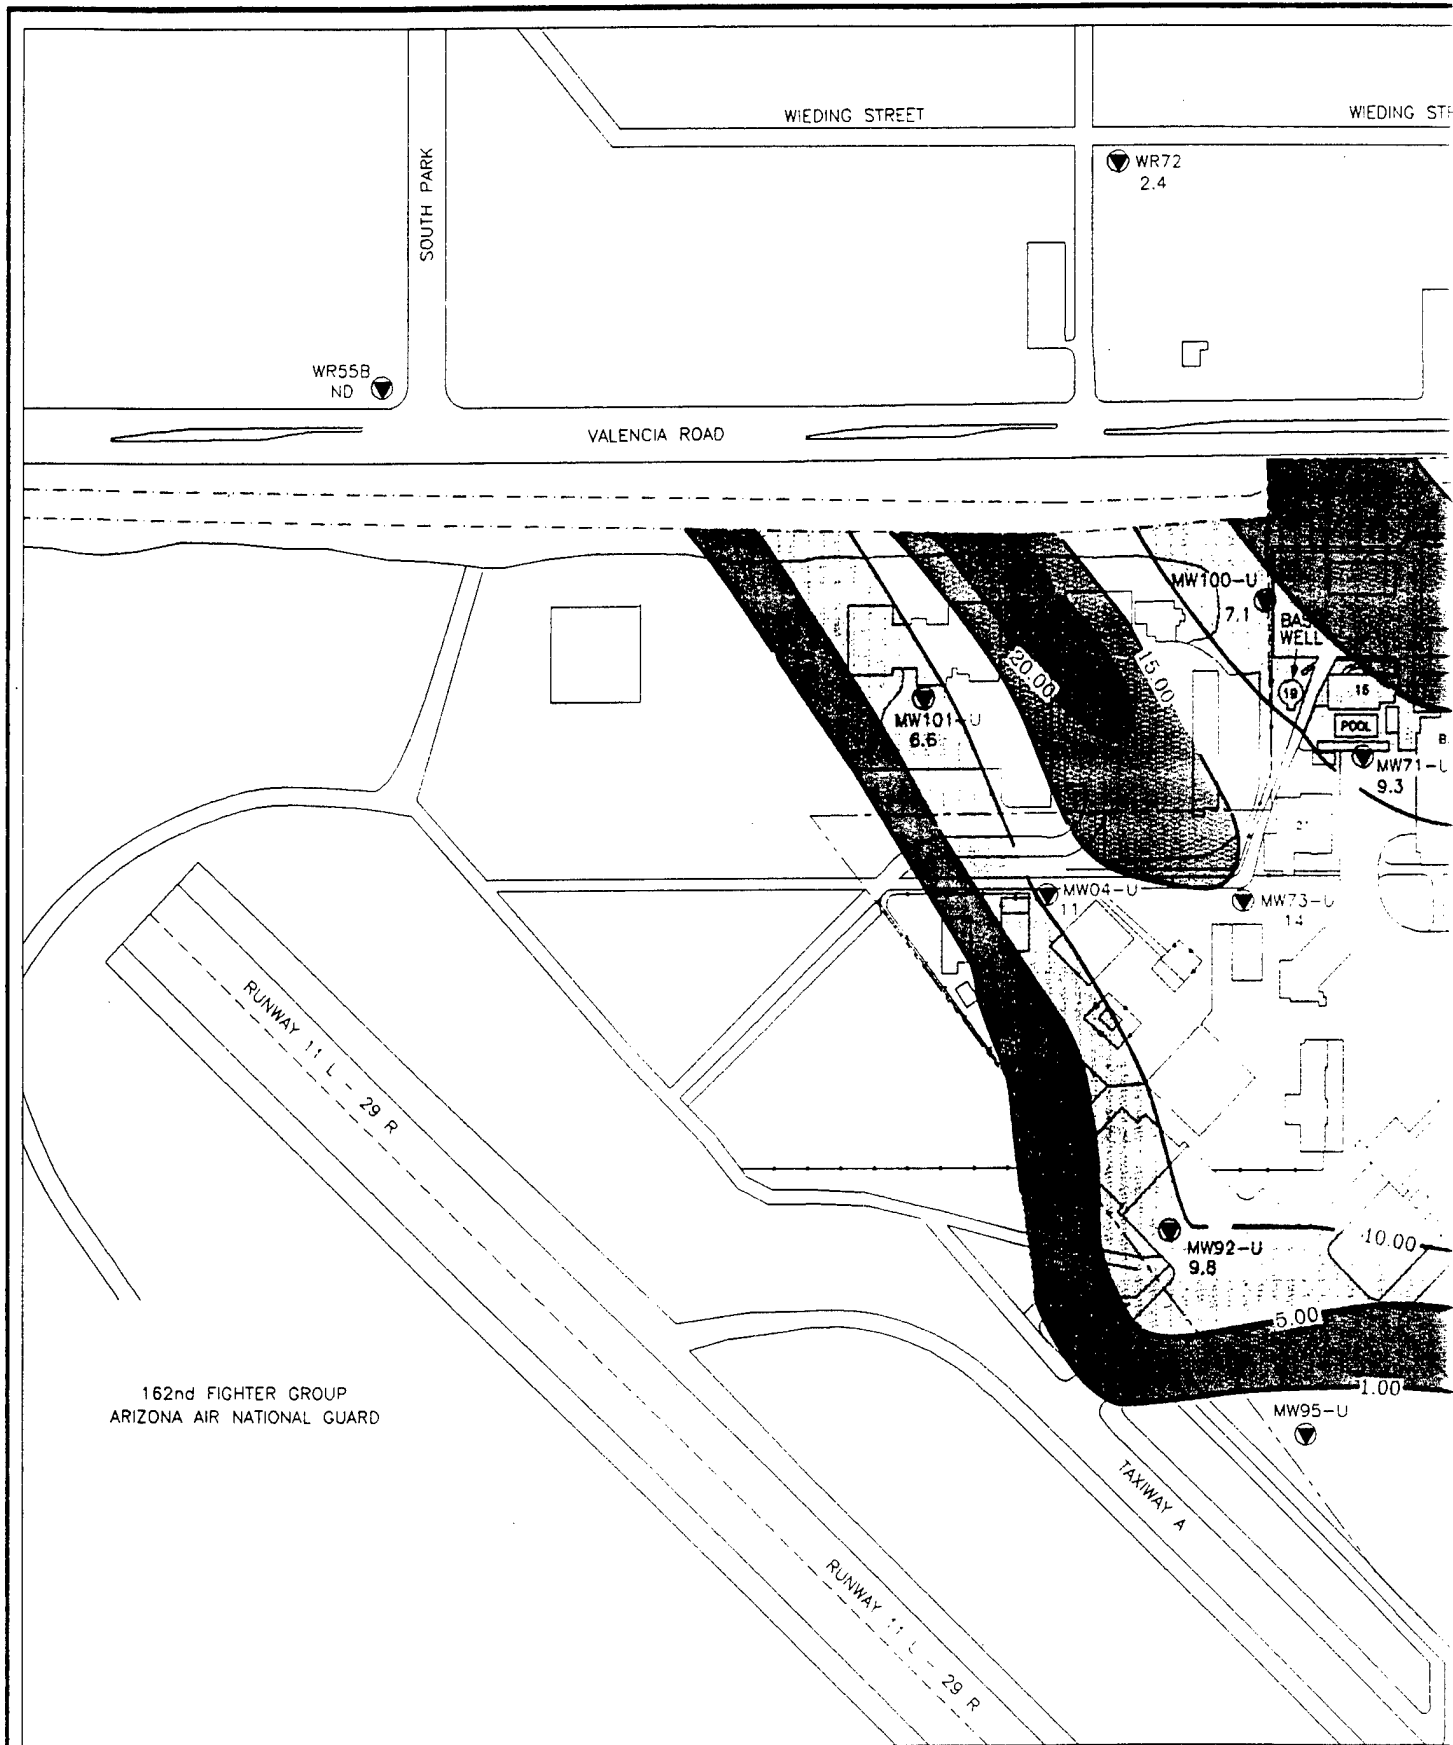 WIEDING STREET
WIEDING STR
WR72
2.4
SOUTH PARK
WR55B
ND
VALENCIA ROAD
MW100-U
7.1
WELL
20.00
15.00
19
15
MW101-U
6.6
POOL
MW71-U
9.3
21
MW04-U
11
MW73-U
14
RUNWAY 11 L - 29 R
MW92-U
9.8
10.00
5.00
1.00
162nd FIGHTER GROUP
ARIZONA AIR NATIONAL GUARD
MW95-U
TAXIWAY A
RUNWAY 11 L - 29 R